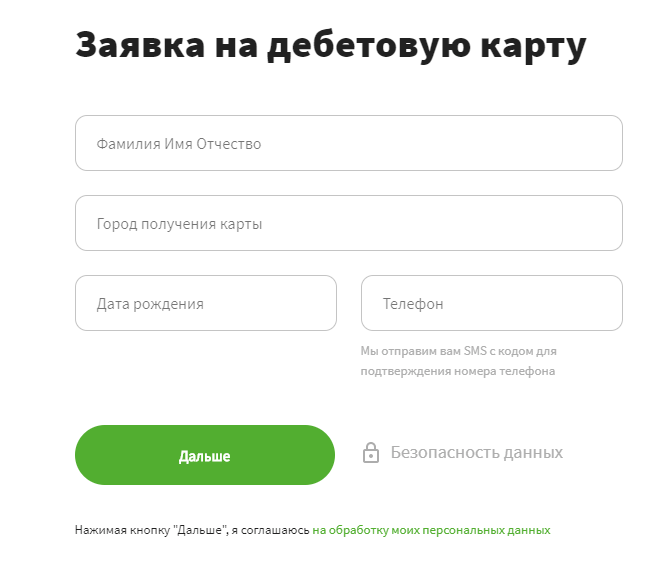 Заявка на дебетовую карту
Фамилия Имя Отчество
Город получения карты
Дата рождения
Телефон
Мы отправим вам SMS с кодом для
подтверждения номера телефона
Дальше
Безопасность данных
Нажимая кнопку "Дальше", я соглашаюсь на обработку моих персональных данных